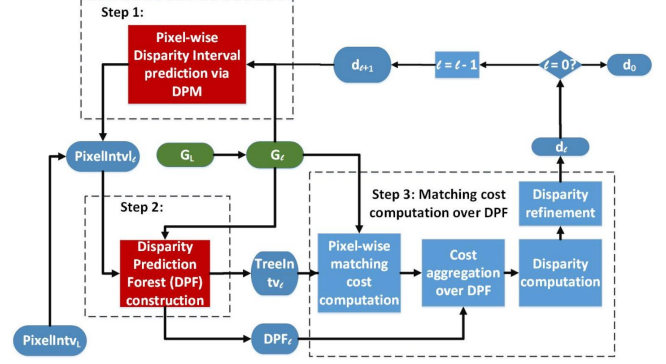 Step 1:
Pixel-wise
Disparity Interval
prediction via
DPM
dℓ+1
ℓ = ℓ - 1
ℓ = 0?
d0
PixelIntvlℓ
GL
Gℓ
dℓ
Step 2:
Step 3: Matching cost
computation over DPF
Disparity
refinement
Disparity
Prediction
Forest (DPF)
construction
TreeIn
tvℓ
Pixel-wise
matching
cost
computation
Cost
aggregation
over DPF
Disparity
computation
PixelIntvL
DPFℓ